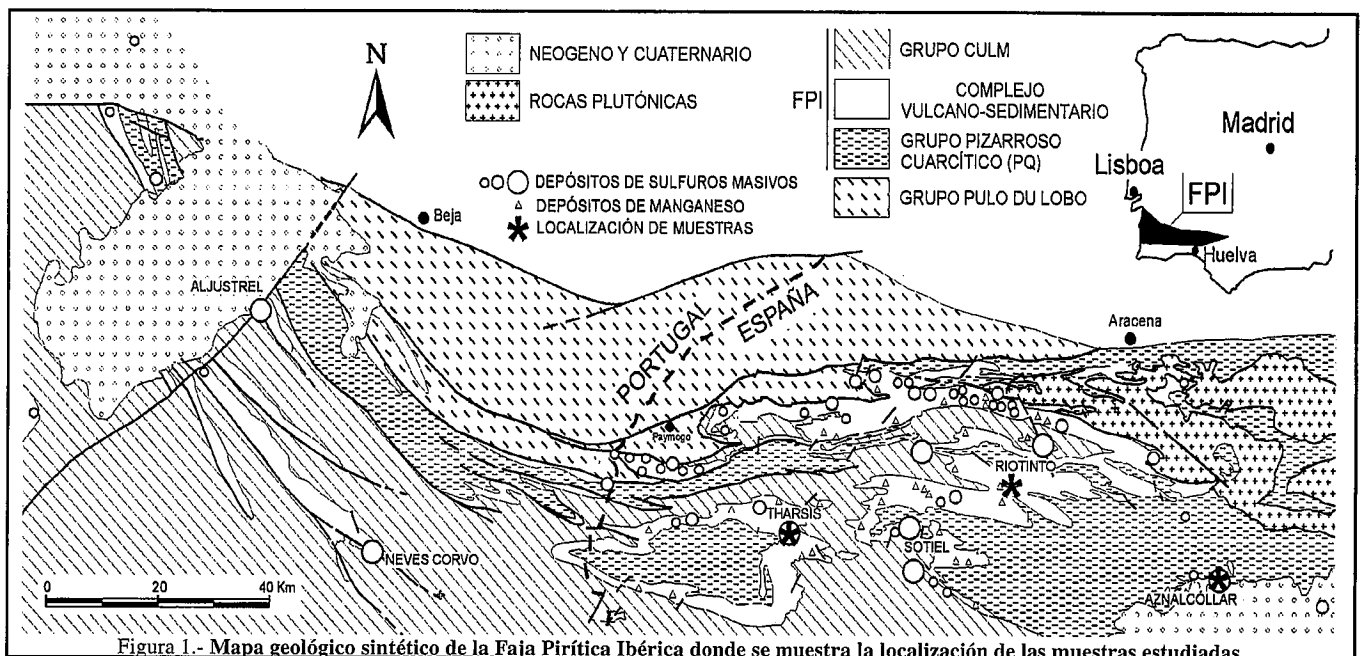 N
NEOGENO Y CUATERNARIO
ROCAS PLUTÓNICAS
FPI
GRUPO CULM
COMPLEJO
VULCANO-SEDIMENTARIO
GRUPO PIZARROSO
CUARCÍTICO (PQ)
GRUPO PULO DU LOBO
DEPÓSITOS DE SULFUROS MASIVOS
DEPÓSITOS DE MANGANESO
LOCALIZACIÓN DE MUESTRAS
Madrid
Lisboa
FPI
Huelva
Beja
ALJUSTREL
PORTUGAL
ESPAÑA
Aracena
Paymogo
RIOTINTO
THARSIS
SOTIEL
NEVES CORVO
AZNALCOLLAR
0 20 40 Km
Figura 1.- Mapa geológico sintético de la Faja Pirítica Ibérica donde se muestra la localización de las muestras estudiadas